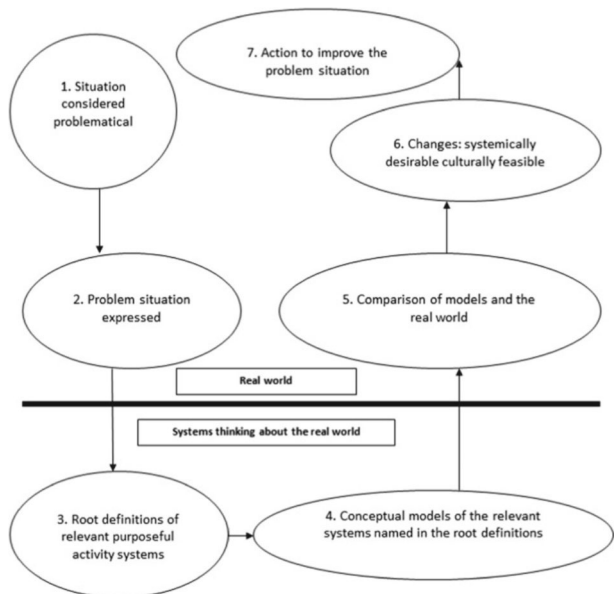 1. Situation
considered
problematical
2. Problem situation
expressed
3. Root definitions of
relevant purposeful
activity systems
4. Conceptual models of the relevant
systems named in the root definitions
5. Comparison of models and the
real world
6. Changes: systemically
desirable culturally feasible
7. Action to improve the
problem situation
Real world
Systems thinking about the real world